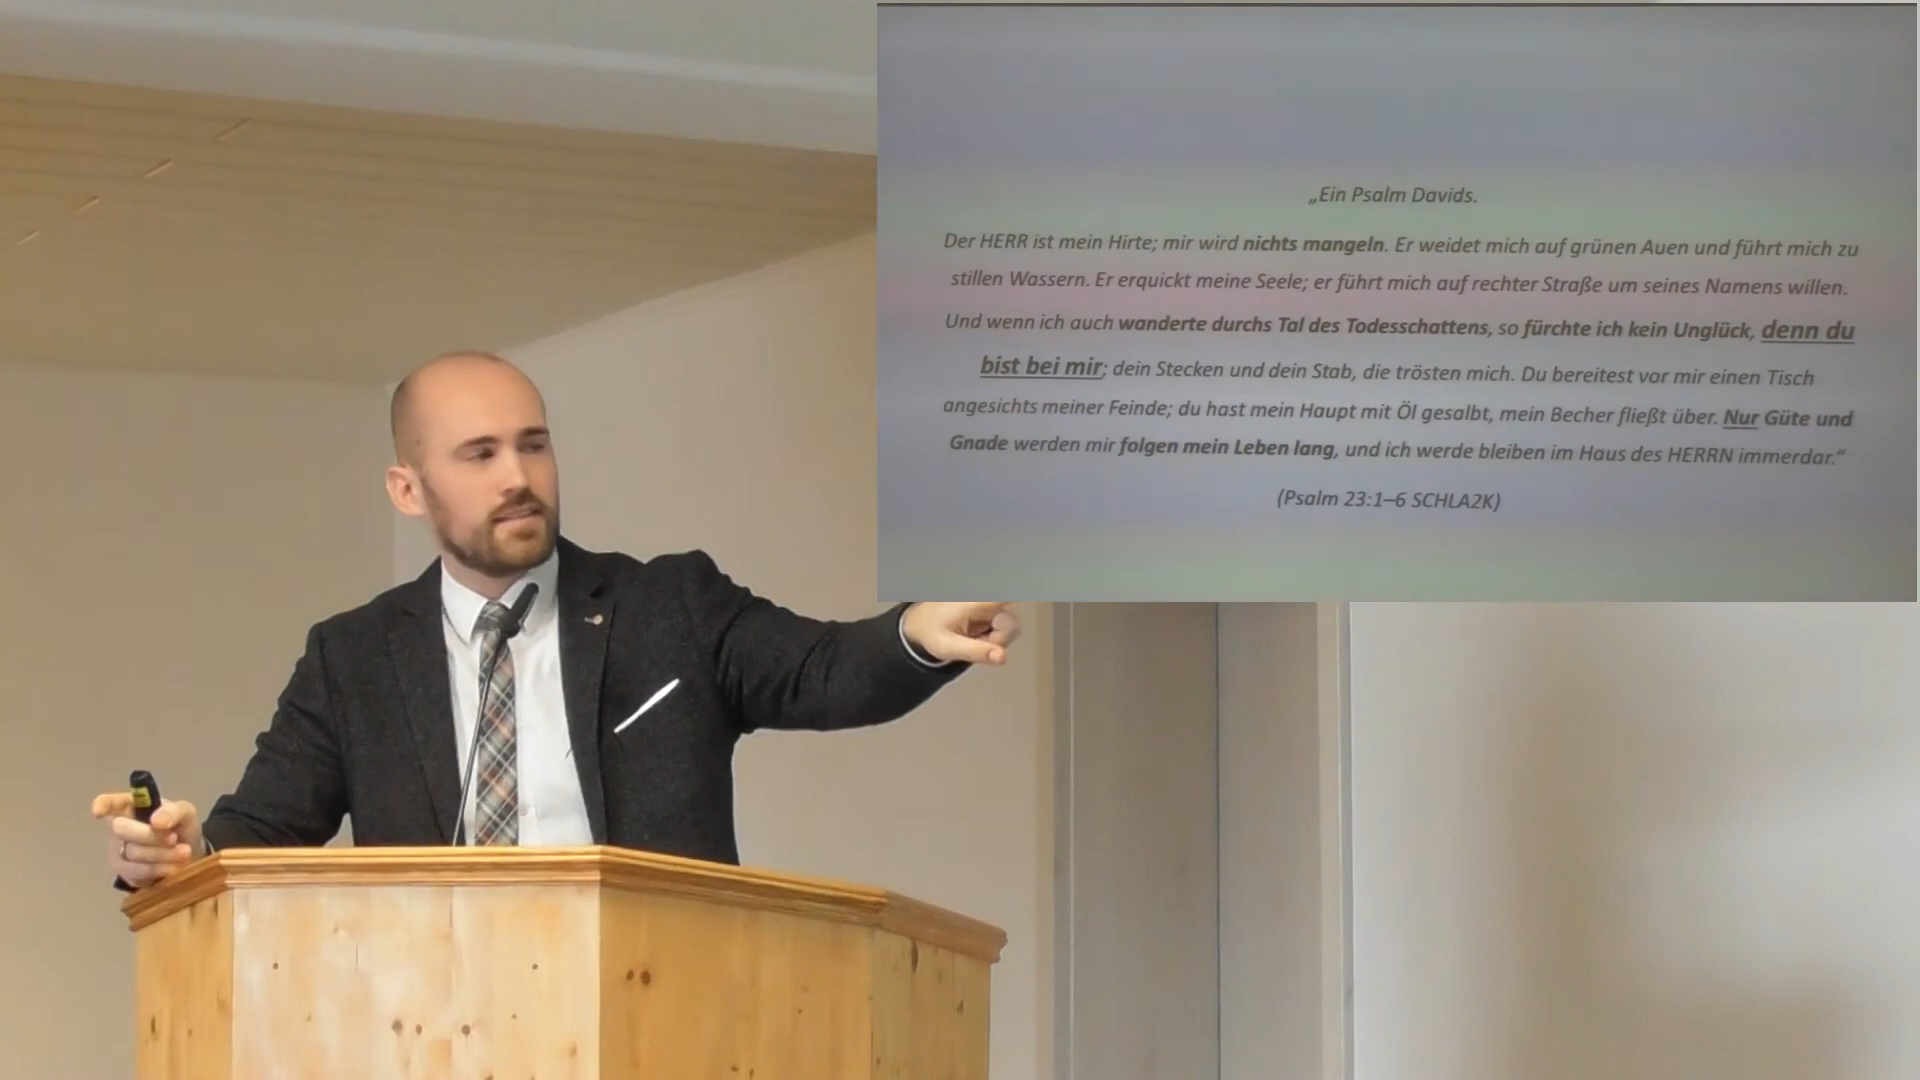 „Ein Psalm Davids.
Der HERR ist mein Hirte; mir wird nichts mangeln. Er weidet mich auf grünen Auen und führt mich zu
stillen Wassern. Er erquickt meine Seele; er führt mich auf rechter Straße um seines Namens willen.
Und wenn ich auch wanderte durchs Tal des Todesschattens, so fürchte ich kein Unglück, denn du
bist bei mir; dein Stecken und dein Stab, die trösten mich. Du bereitest vor mir einen Tisch
angesichts meiner Feinde; du hast mein Haupt mit Öl gesalbt, mein Becher fließt über. Nur Güte und
Gnade werden mir folgen mein Leben lang, und ich werde bleiben im Haus des HERRN immerdar.“
(Psalm 23:1–6 SCHLA2K)